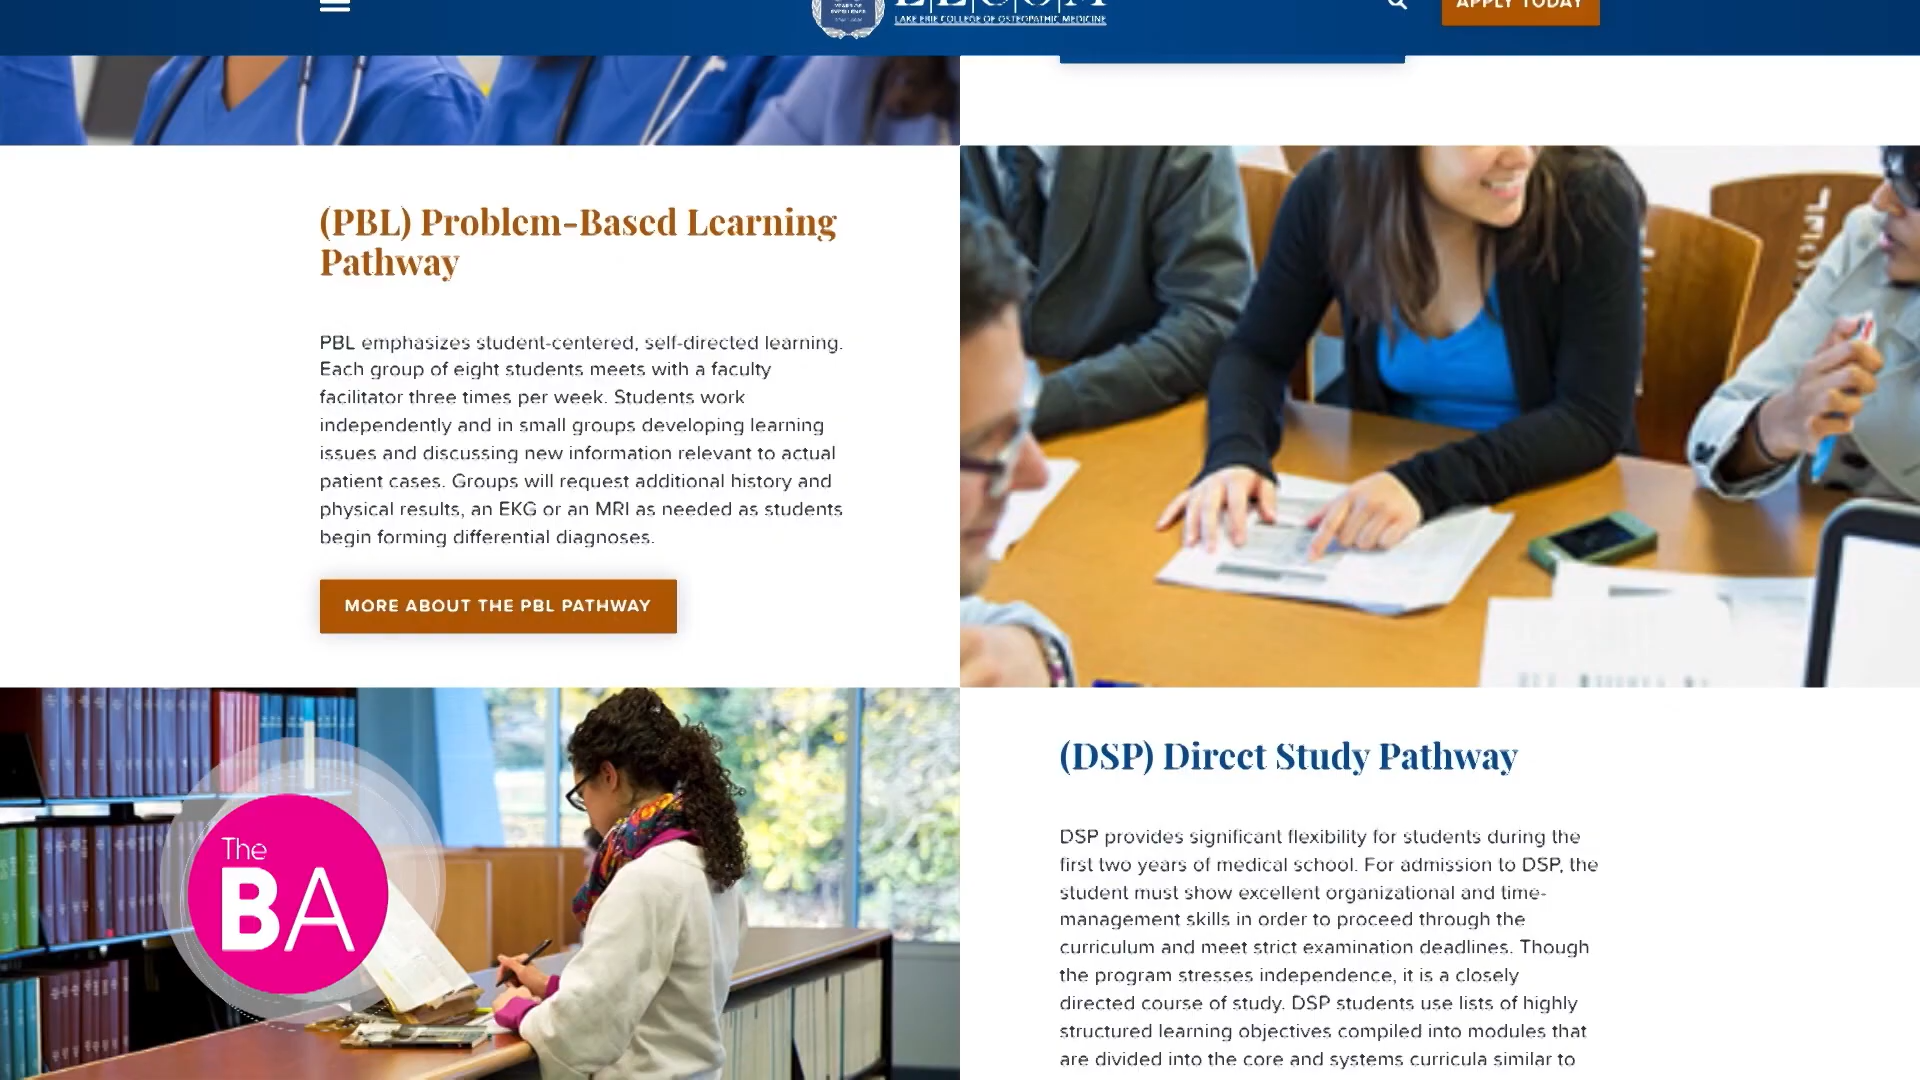 LAKE ERIE COLLEGE OF OSTEOPATHIC MEDICINE
APPLY TODAY
(PBL) Problem-Based Learning
Pathway
PBL emphasizes student-centered, self-directed learning.
Each group of eight students meets with a faculty
facilitator three times per week. Students work
independently and in small groups developing learning
issues and discussing new information relevant to actual
patient cases. Groups will request additional history and
physical results, an EKG or an MRI as needed as students
begin forming differential diagnoses.
MORE ABOUT THE PBL PATHWAY
(DSP) Direct Study Pathway
DSP provides significant flexibility for students during the
first two years of medical school. For admission to DSP, the
student must show excellent organizational and time-
management skills in order to proceed through the
curriculum and meet strict examination deadlines. Though
the program stresses independence, it is a closely
directed course of study. DSP students use lists of highly
structured learning objectives compiled into modules that
are divided into the core and systems curricula similar to
The
BA